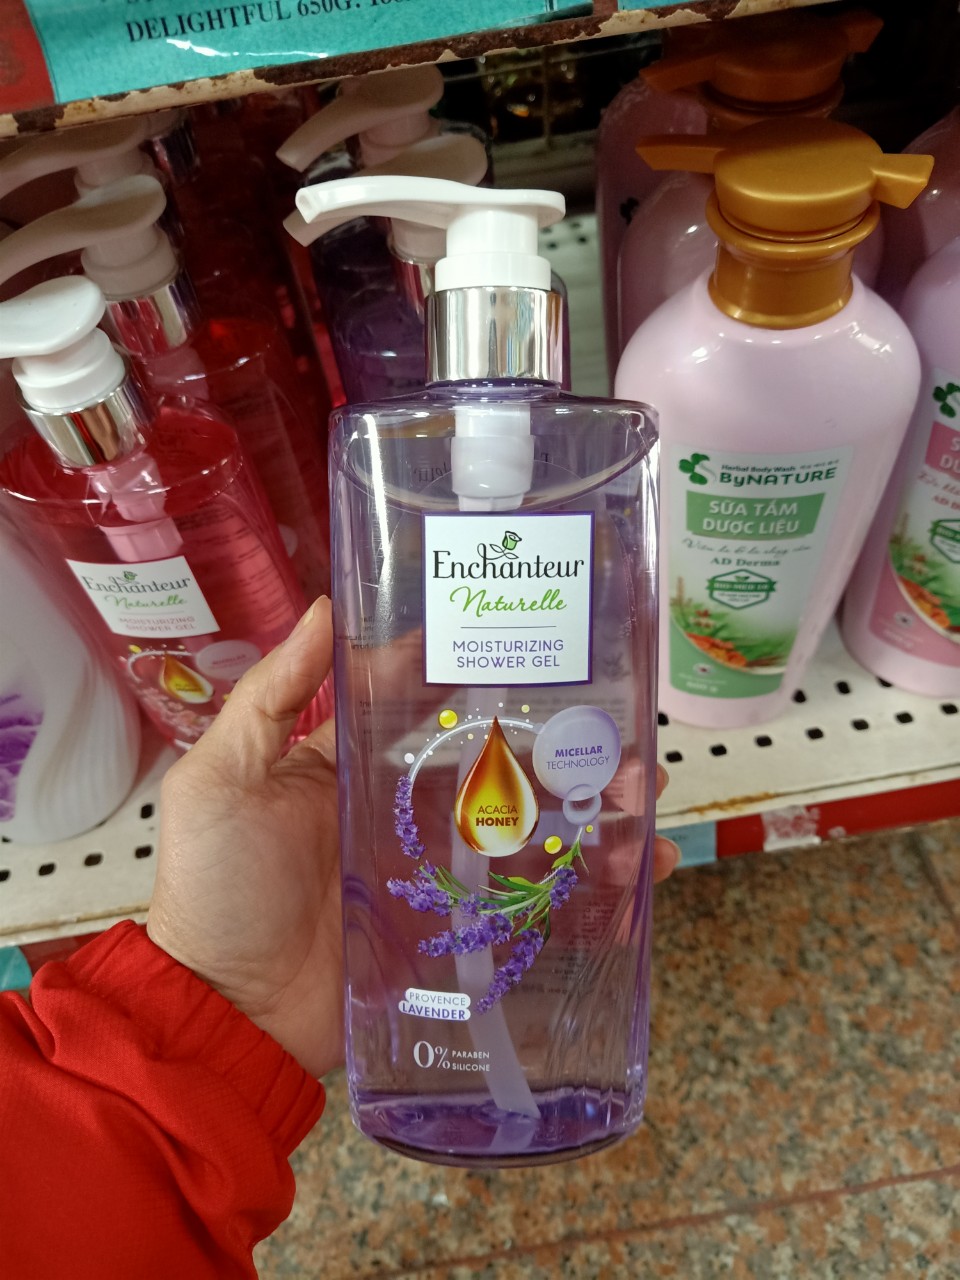 DELIGHTFUL 650G:
Enchanteur
Naturelle
MOISTURIZING
SHOWER GEL
MICELLAR
TECHNOLOGY
ACACIA
HONEY
PROVENCE
LAVENDER
0% PARABEN
SILICONE
Enchanteur
Naturelle
MOISTURIZING
SHOWER GEL
Herbal Body Wash
ByNATURE
SỮA TẮM
DƯỢC LIỆU
AD Derma